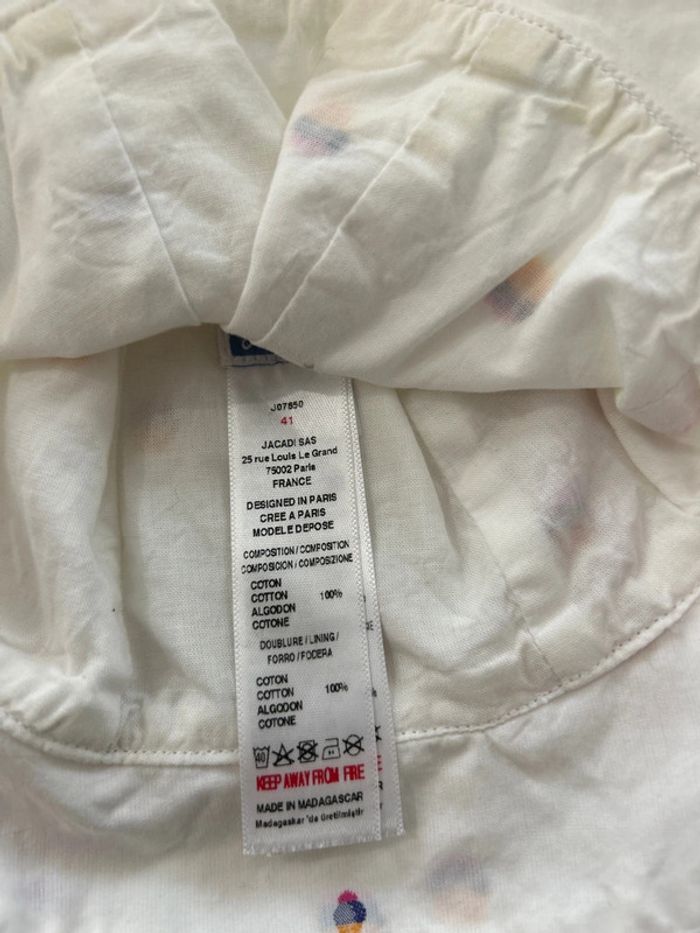 J07650
41
JACADI SAS
25 rue Louis Le Grand
75002 Paris
FRANCE
DESIGNED IN PARIS
CREE A PARIS
MODELE DEPOSE
COMPOSITION / COMPOSITION
COMPOSICION / COMPOSIZIONE
COTON
COTTON 100%
ALGODON
COTONE
DOUBLURE / LINING /
FORRO / FODERA
COTON
COTTON 100%
ALGODON
COTONE
40
KEEP AWAY FROM FIRE
MADE IN MADAGASCAR
Madagaskar 'da üretilmiştir